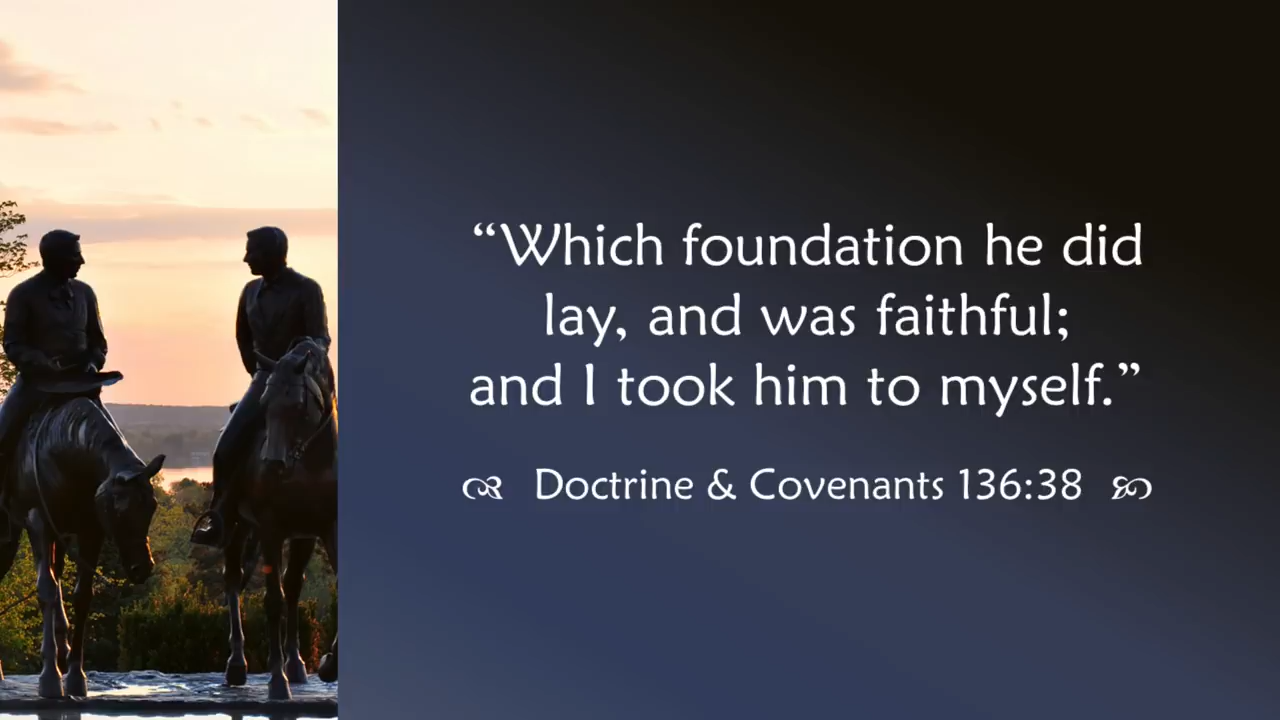 “Which foundation he did
lay, and was faithful;
and I took him to myself.”
Doctrine & Covenants 136:38